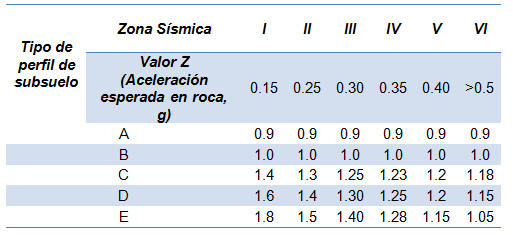 Tipo de perfil de subsuelo
Zona Sísmica I II III IV V VI
Valor Z
(Aceleración
esperada en roca,
g) 0.15 0.25 0.30 0.35 0.40 >0.5
A 0.9 0.9 0.9 0.9 0.9 0.9
B 1.0 1.0 1.0 1.0 1.0 1.0
C 1.4 1.3 1.25 1.23 1.2 1.18
D 1.6 1.4 1.30 1.25 1.2 1.15
E 1.8 1.5 1.40 1.28 1.15 1.05